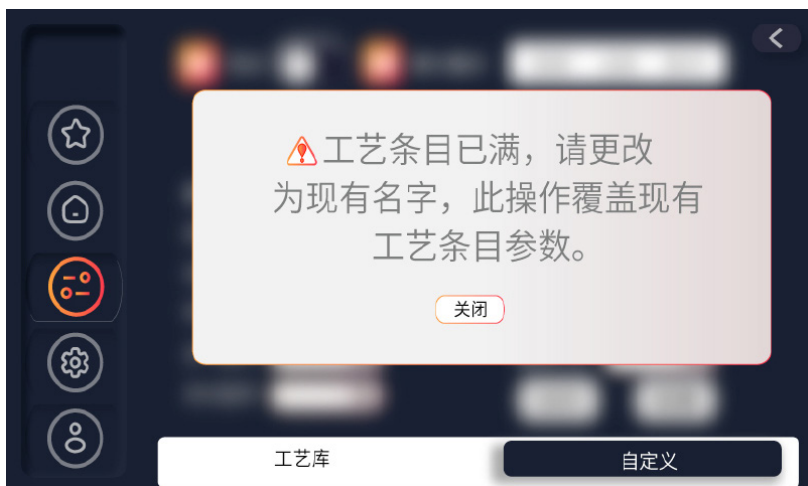 工艺条目已满，请更改
为现有名字，此操作覆盖现有
工艺条目参数。
关闭
工艺库
自定义